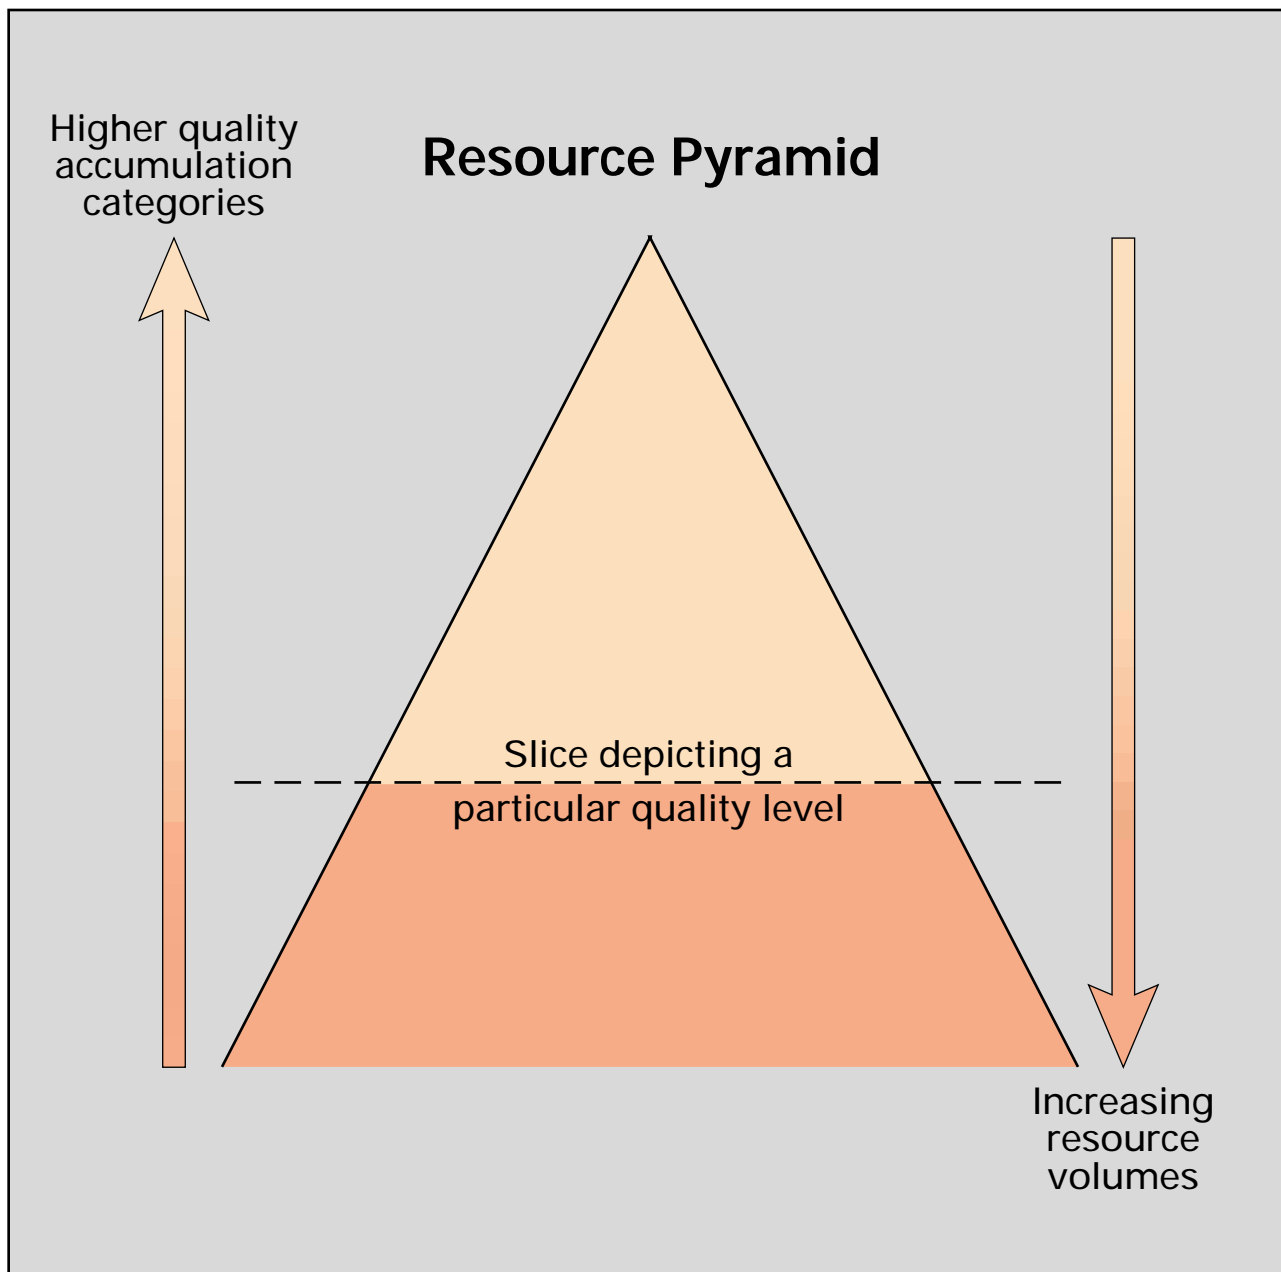 Higher quality
accumulation
categories
Resource Pyramid
Slice depicting a
particular quality level
Increasing
resource
volumes